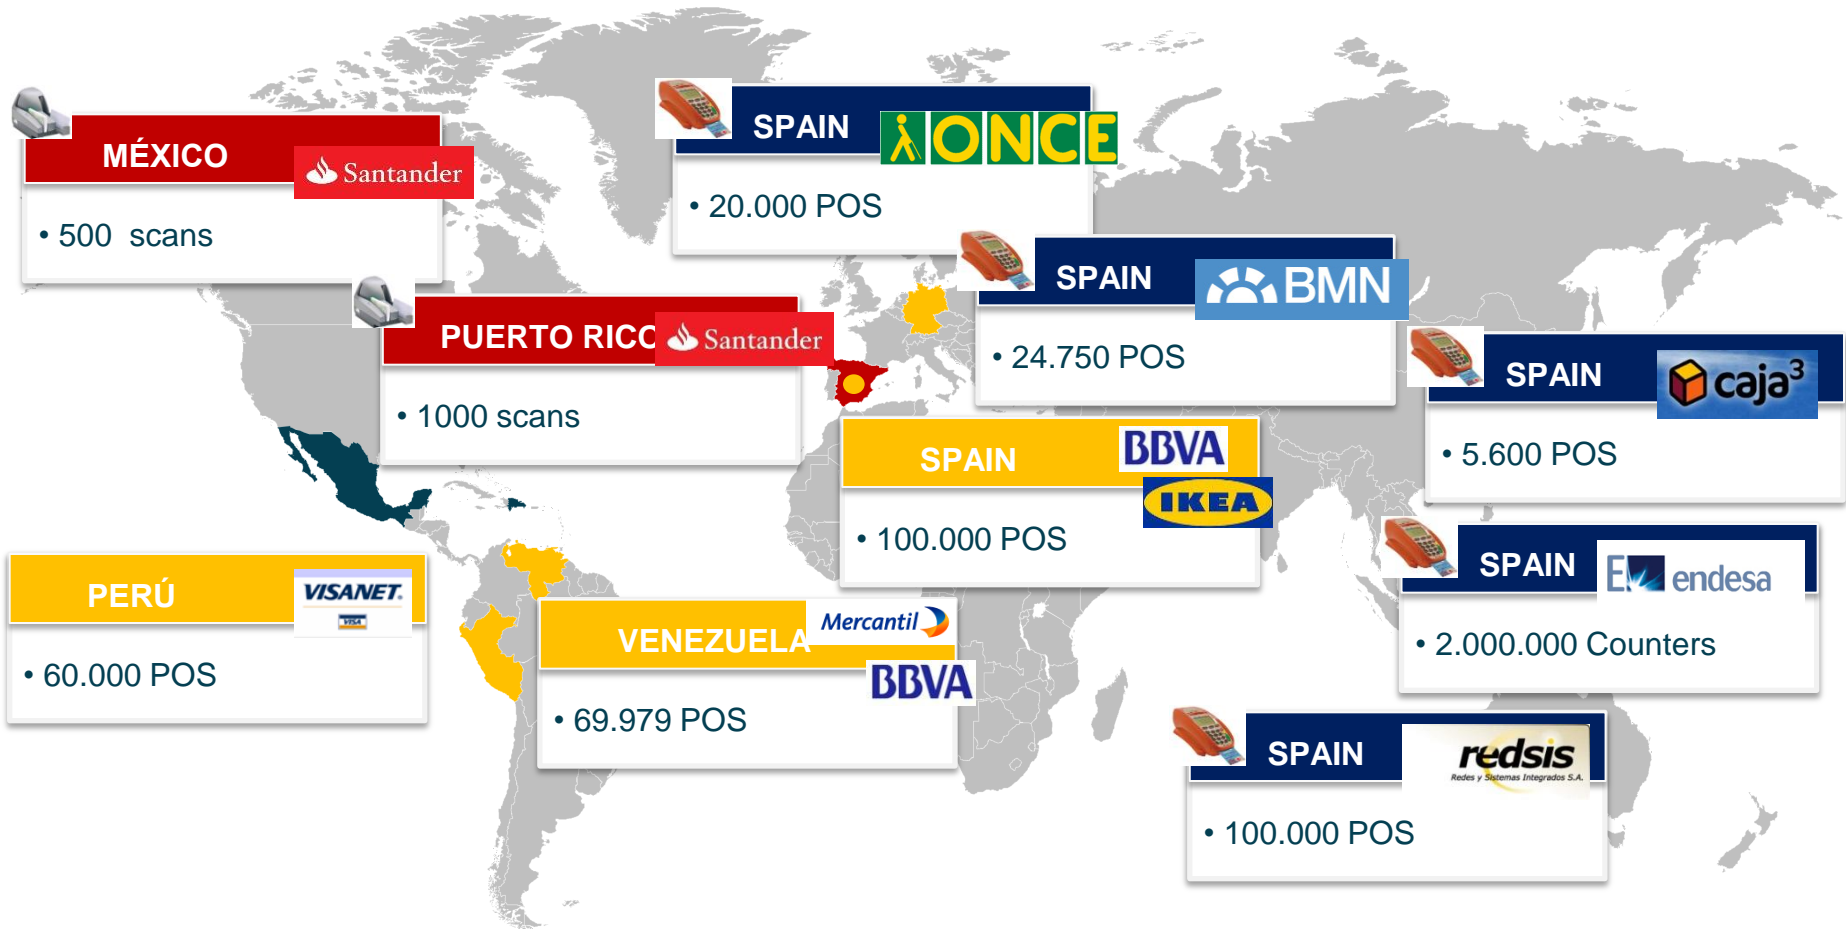 MÉXICO
Santander
• 500 scans
SPAIN
ONCE
• 20.000 POS
SPAIN
BMN
• 24.750 POS
PUERTO RICO
Santander
• 1000 scans
SPAIN
caja3
• 5.600 POS
SPAIN
BBVA
IKEA
• 100.000 POS
SPAIN
endesa
• 2.000.000 Counters
PERÚ
VISANET.
VISA
• 60.000 POS
VENEZUELA
Mercantil
BBVA
• 69.979 POS
SPAIN
redsis
Redes y Sistemas Integrados S.A.
• 100.000 POS